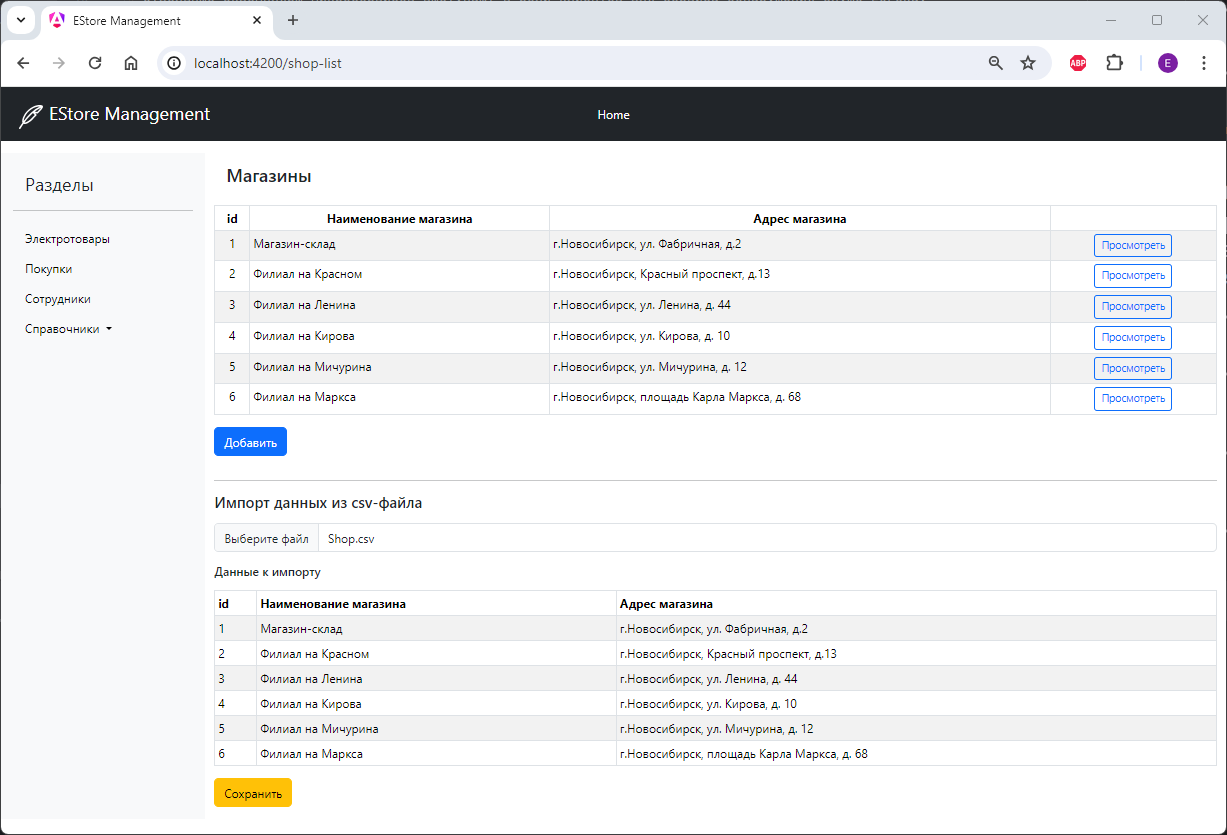 EStore Management
localhost:4200/shop-list
ABP
E
EStore Management
Home
Разделы
Электротовары
Покупки
Сотрудники
Справочники
Магазины
id Наименование магазина Адрес магазина
1 Магазин-склад г.Новосибирск, ул. Фабричная, д.2 Просмотреть
2 Филиал на Красном г.Новосибирск, Красный проспект, д.13 Просмотреть
3 Филиал на Ленина г.Новосибирск, ул. Ленина, д. 44 Просмотреть
4 Филиал на Кирова г.Новосибирск, ул. Кирова, д. 10 Просмотреть
5 Филиал на Мичурина г.Новосибирск, ул. Мичурина, д. 12 Просмотреть
6 Филиал на Маркса г.Новосибирск, площадь Карла Маркса, д. 68 Просмотреть
Добавить
Импорт данных из csv-файла
Выберите файл Shop.csv
Данные к импорту
id Наименование магазина Адрес магазина
1 Магазин-склад г.Новосибирск, ул. Фабричная, д.2
2 Филиал на Красном г.Новосибирск, Красный проспект, д.13
3 Филиал на Ленина г.Новосибирск, ул. Ленина, д. 44
4 Филиал на Кирова г.Новосибирск, ул. Кирова, д. 10
5 Филиал на Мичурина г.Новосибирск, ул. Мичурина, д. 12
6 Филиал на Маркса г.Новосибирск, площадь Карла Маркса, д. 68
Сохранить